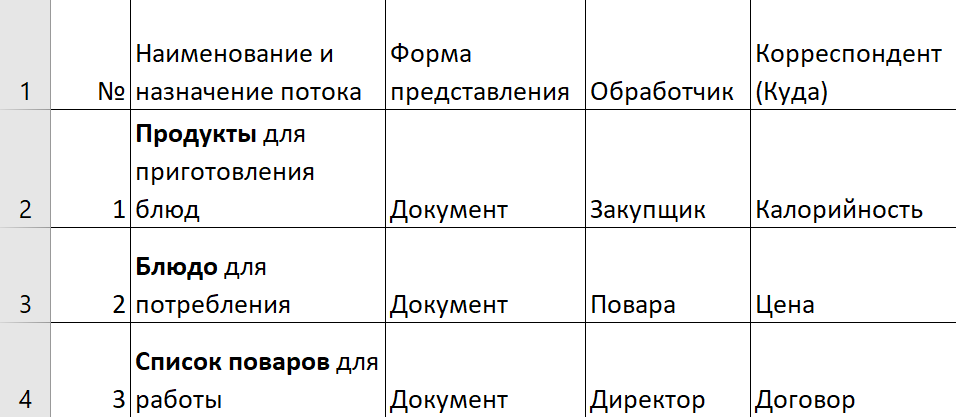 Наименование и Форма Корреспондент
1 № назначение потока представления Обработчик (Куда)
Продукты для
приготовления
2 1 блюд Документ Закупщик Калорийность
Блюдо для
3 2 потребления Документ Повара Цена
Список поваров для
4 3 работы Документ Директор Договор